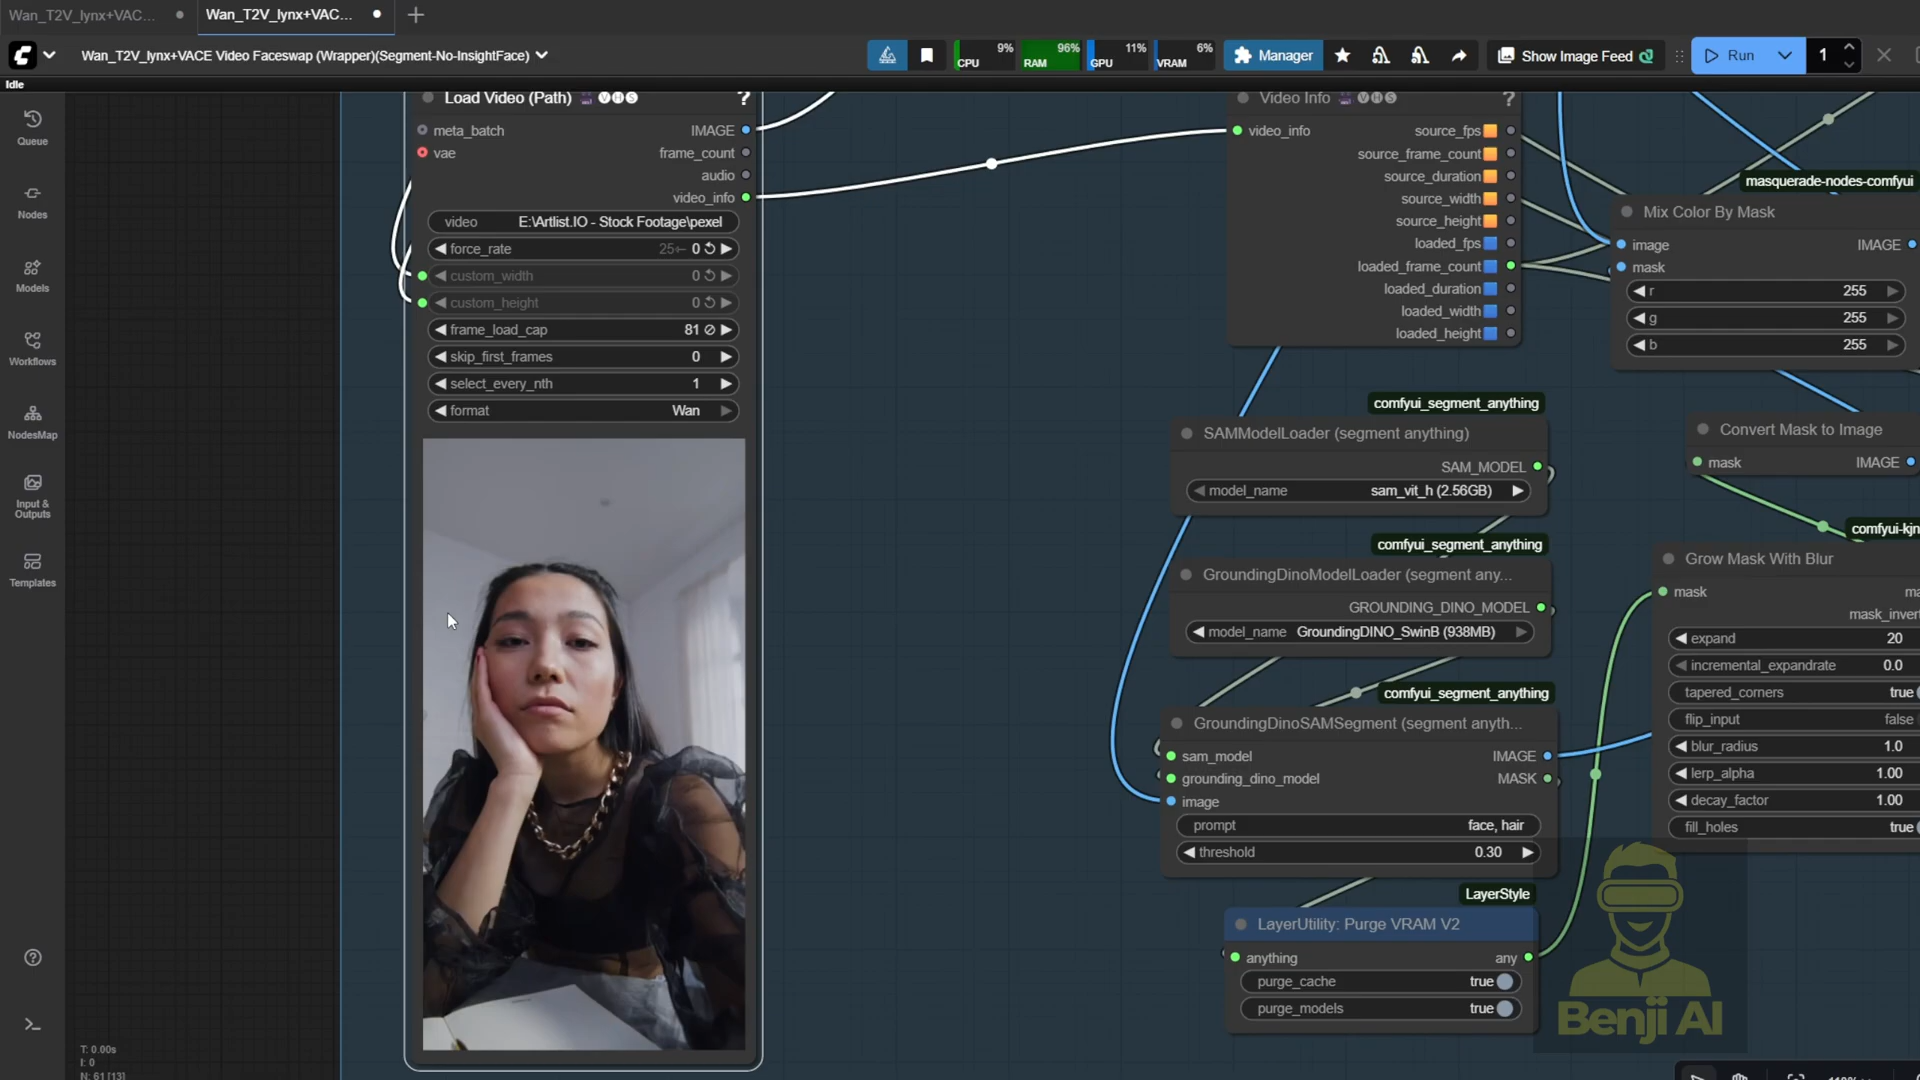 Wan_T2V_lynx+VAC...
Wan_T2V_lynx+VAC...
Wan_T2V_lynx+VACE Video Faceswap (Wrapper)(Segment-No-InsightFace)
9%
CPU
96%
RAM
11%
GPU
6%
VRAM
Manager
Show Image Feed
Run
1
Idle
Queue
Nodes
Models
Workflows
NodesMap
Input &
Outputs
Templates
T: 0.00s
I: 0
N: 61 [13]
Load Video (Path) VHS ?
meta_batch IMAGE
vae frame_count
audio
video_info
video E:\Artlist.IO - Stock Footage\pexel
force_rate 25← 0
custom_width 0
custom_height 0
frame_load_cap 81
skip_first_frames 0
select_every_nth 1
format Wan
Video Info VHS ?
video_info source_fps
source_frame_count
source_duration
source_width
source_height
loaded_fps
loaded_frame_count
loaded_duration
loaded_width
loaded_height
comfyui_segment_anything
SAMModelLoader (segment anything)
SAM_MODEL
model_name sam_vit_h (2.56GB)
comfyui_segment_anything
GroundingDinoModelLoader (segment any...
GROUNDING_DINO_MODEL
model_name GroundingDINO_SwinB (938MB)
comfyui_segment_anything
GroundingDinoSAMSegment (segment anyth...
sam_model IMAGE
grounding_dino_model MASK
image
prompt face, hair
threshold 0.30
LayerStyle
LayerUtility: Purge VRAM V2
anything any
purge_cache true
purge_models true
masquerade-nodes-comfyui
Mix Color By Mask
image IMAGE
mask
r 255
g 255
b 255
Convert Mask to Image
mask IMAGE
comfyui-kjn
Grow Mask With Blur
mask ma
mask_invert
expand 20
incremental_expandrate 0.0
tapered_corners true
flip_input false
blur_radius 1.0
lerp_alpha 1.00
decay_factor 1.00
fill_holes true
Benji AI